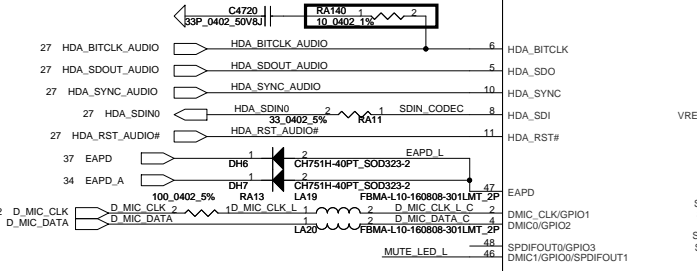 C4720 RA140 1 2
33P_0402_50V8J 10_0402_1%
27 HDA_BITCLK_AUDIO HDA_BITCLK_AUDIO 6 HDA_BITCLK
27 HDA_SDOUT_AUDIO HDA_SDOUT_AUDIO 5 HDA_SDO
27 HDA_SYNC_AUDIO HDA_SYNC_AUDIO 10 HDA_SYNC
27 HDA_SDIN0 HDA_SDIN0 2 1 SDIN_CODEC 8 HDA_SDI
33_0402_5% RA11
VRE
27 HDA_RST_AUDIO# HDA_RST_AUDIO# 11 HDA_RST#
37 EAPD 1 2 EAPD_L
DH6 CH751H-40PT_SOD323-2
34 EAPD_A 1 2
DH7 CH751H-40PT_SOD323-2 47 EAPD
100_0402_5% RA13 LA19 FBMA-L10-160808-301LMT_2P
2 D_MIC_CLK D_MIC_CLK 2 1 D_MIC_CLK_L 1 2 D_MIC_CLK_L_C 2 DMIC_CLK/GPIO1
D_MIC_DATA D_MIC_DATA 1 2 D_MIC_DATA_C 4 DMIC0/GPIO2
LA20 FBMA-L10-160808-301LMT_2P
48 SPDIFOUT0/GPIO3
MUTE_LED_L 46 DMIC1/GPIO0/SPDIFOUT1